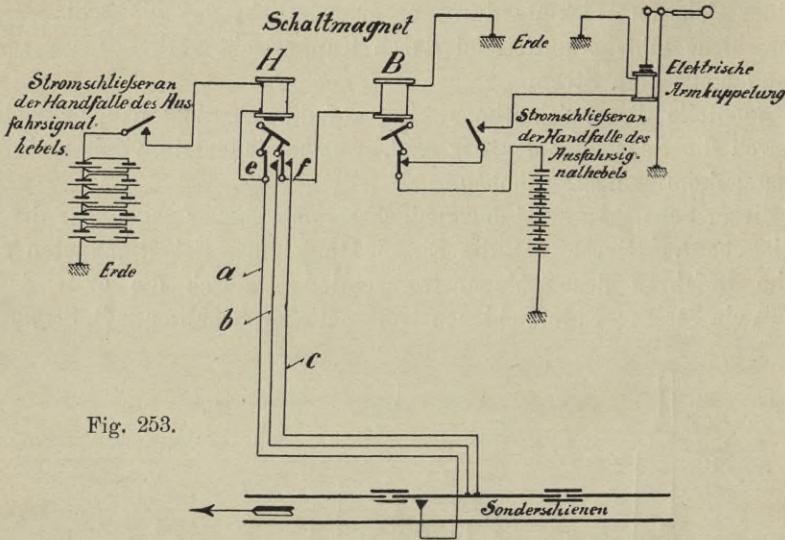 Schaltmagnet
H
B
Erde
Stromschließer an
der Handfalle des Aus-
fahrsignal-
hebels.
Elektrische
Armkuppelung
Stromschließer an
der Handfalle des
Ausfahrsig-
nalhebels
e
f
Erde
a
b
c
Fig. 253.
Sonderschienen